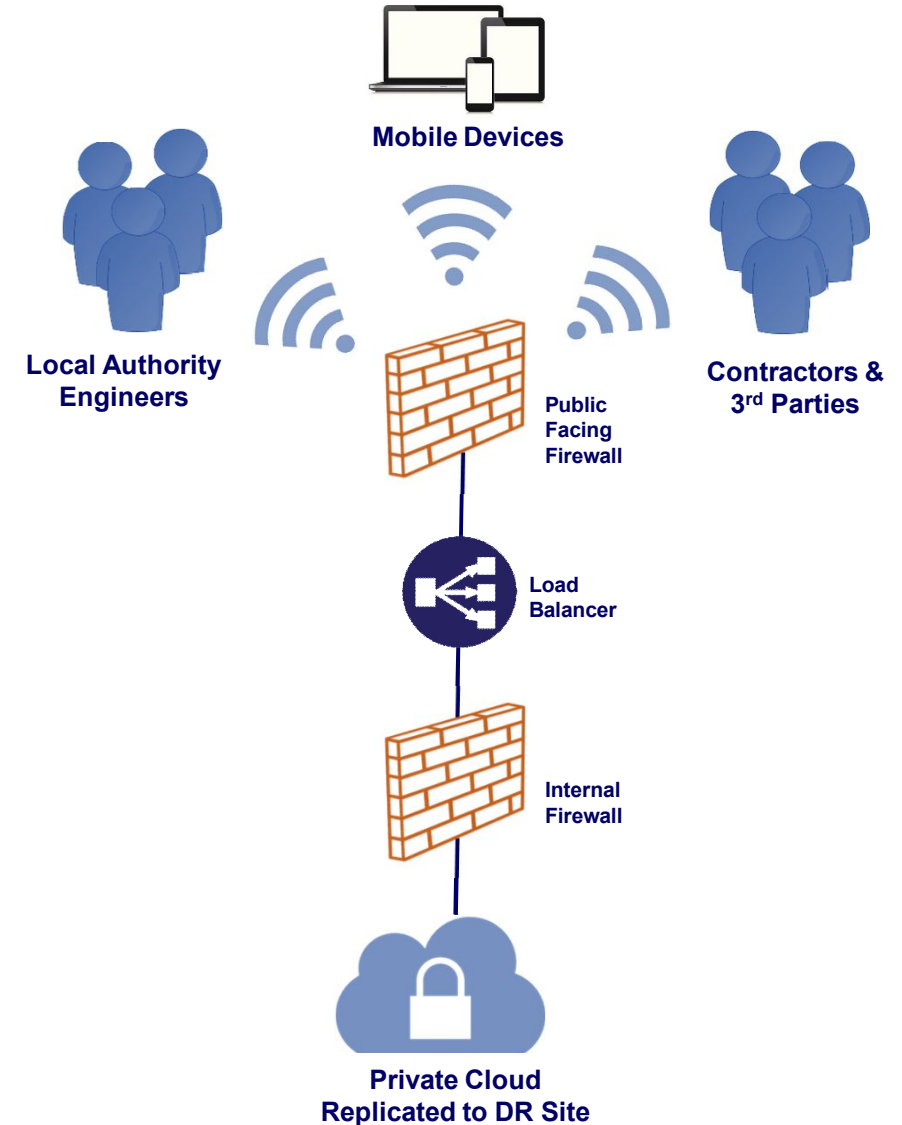 Mobile Devices
Local Authority
Engineers
Contractors &
3rd Parties
Public
Facing
Firewall
Load
Balancer
Internal
Firewall
Private Cloud
Replicated to DR Site